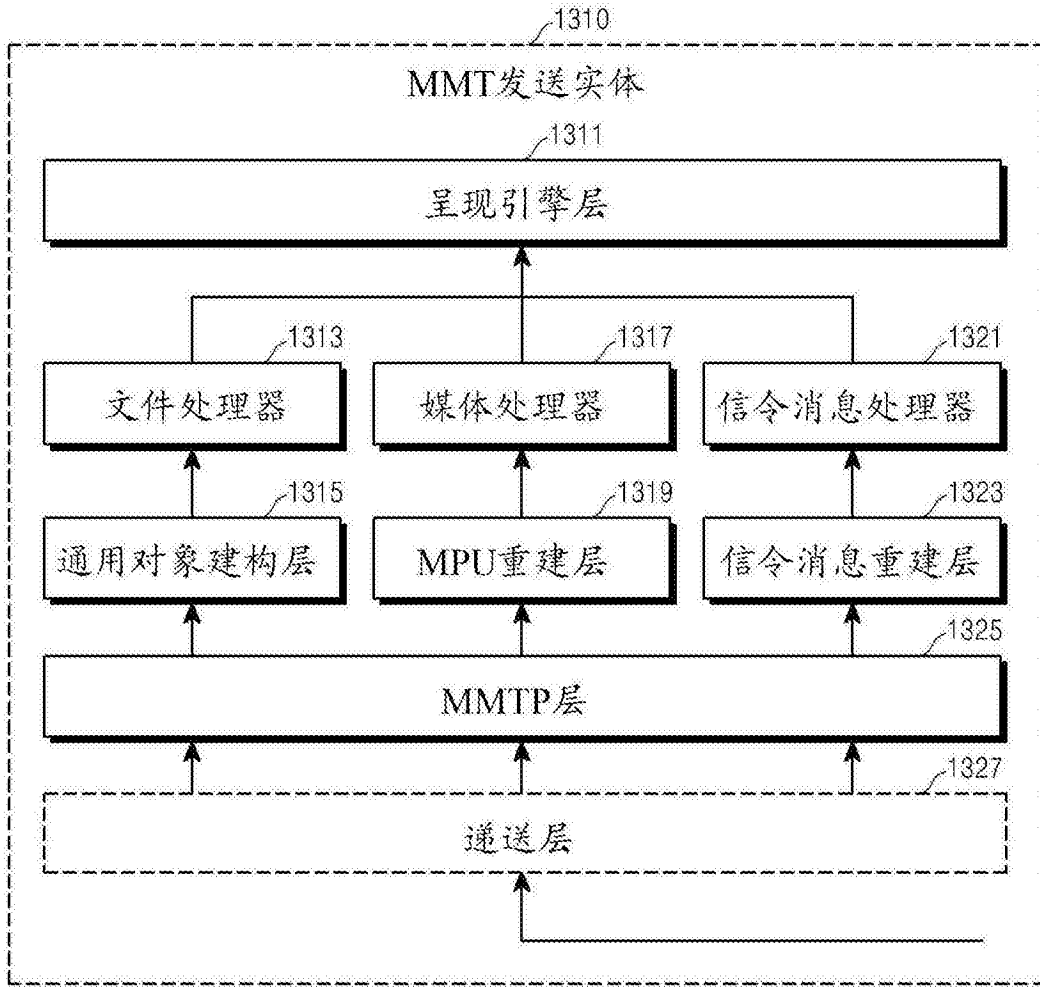 1310
MMT发送实体
1311
呈现引擎层
1313
1317
1321
文件处理器
媒体处理器
信令消息处理器
1315
1319
1323
通用对象建构层
MPU重建层
信令消息重建层
1325
MMTP层
1327
递送层